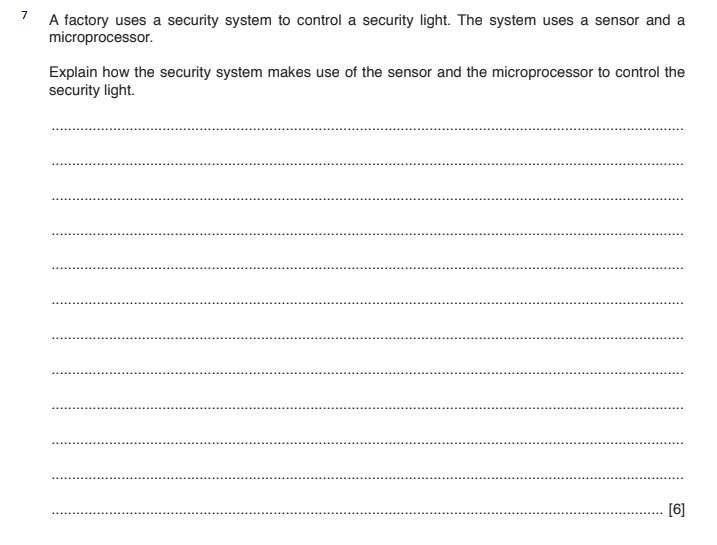 7 A factory uses a security system to control a security light. The system uses a sensor and a
microprocessor.
Explain how the security system makes use of the sensor and the microprocessor to control the
security light.
[6]